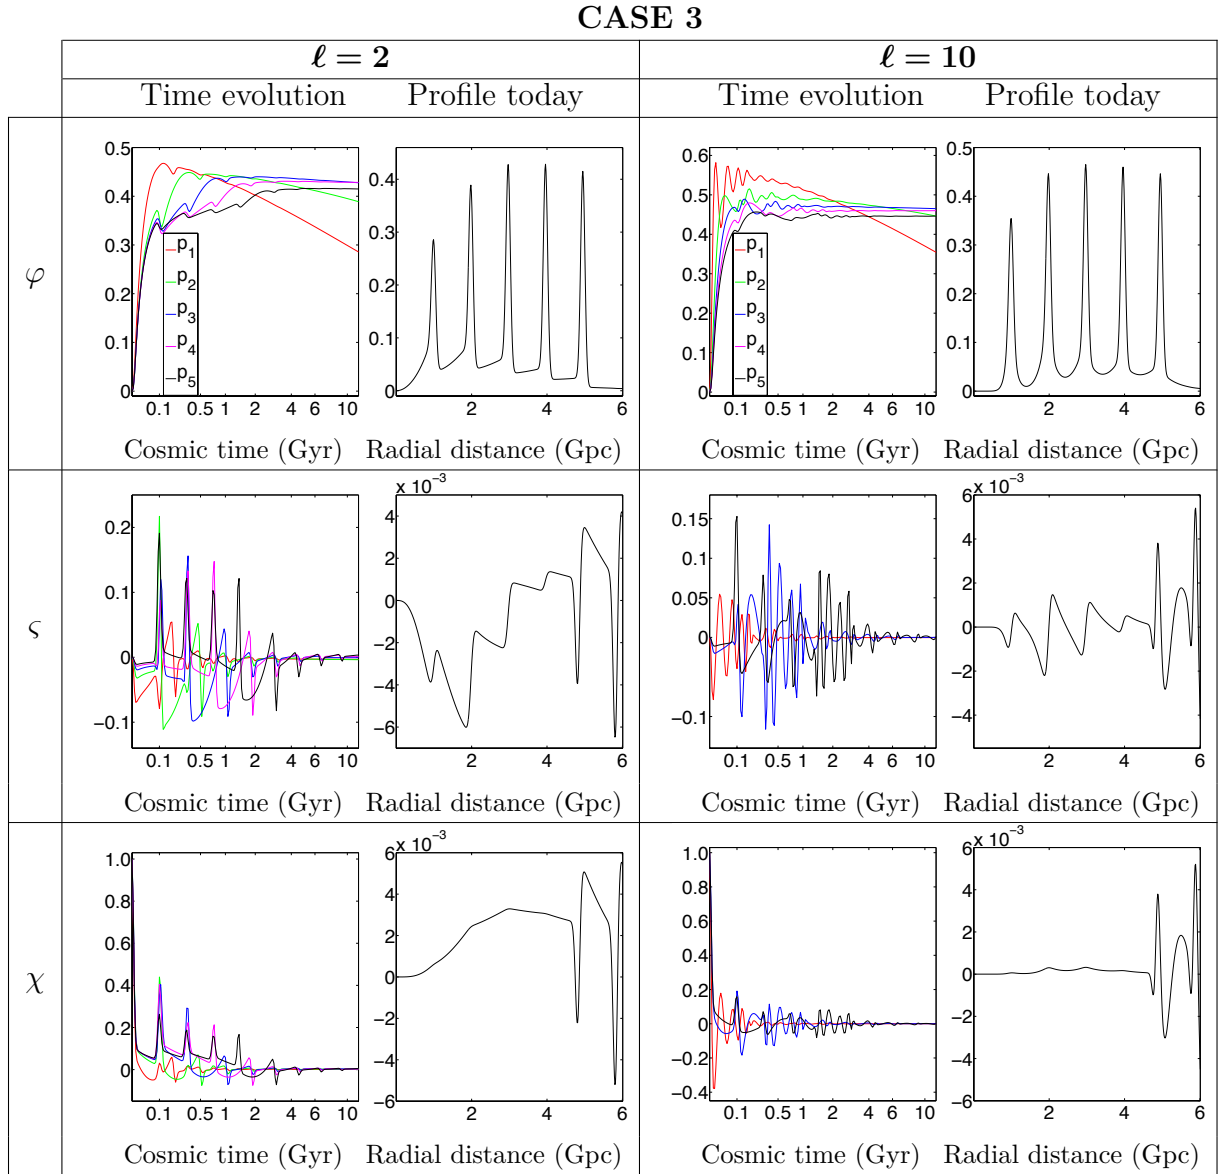 CASE 3
ℓ = 2 ℓ = 10
Time evolution Profile today Time evolution Profile today
φ
0.5
0.4
0.3
0.2
0.1
0
p1
p2
p3
p4
p5
0.1 0.5 1 2 4 6 10
Cosmic time (Gyr)
0.4
0.3
0.2
0.1
0
2 4 6
Radial distance (Gpc)
0.6
0.5
0.4
0.3
0.2
0.1
0
p1
p2
p3
p4
p5
0.1 0.5 1 2 4 6 10
Cosmic time (Gyr)
0.4
0.3
0.2
0.1
0
2 4 6
Radial distance (Gpc)
ς
0.2
0.1
0
−0.1
0.1 0.5 1 2 4 6 10
Cosmic time (Gyr)
x 10⁻³
4
2
0
−2
−4
−6
2 4 6
Radial distance (Gpc)
0.15
0.1
0.05
0
−0.1
0.1 0.5 1 2 4 6 10
Cosmic time (Gyr)
x 10⁻³
6
4
2
0
−2
−4
2 4 6
Radial distance (Gpc)
χ
1.0
0.8
0.6
0.4
0.2
0
0.1 0.5 1 2 4 6 10
Cosmic time (Gyr)
x 10⁻³
6
4
2
0
−2
−4
−6
2 4 6
Radial distance (Gpc)
1.0
0.8
0.6
0.4
0.2
0
−0.2
−0.4
0.1 0.5 1 2 4 6 10
Cosmic time (Gyr)
x 10⁻³
6
4
2
0
−2
−4
−6
2 4 6
Radial distance (Gpc)